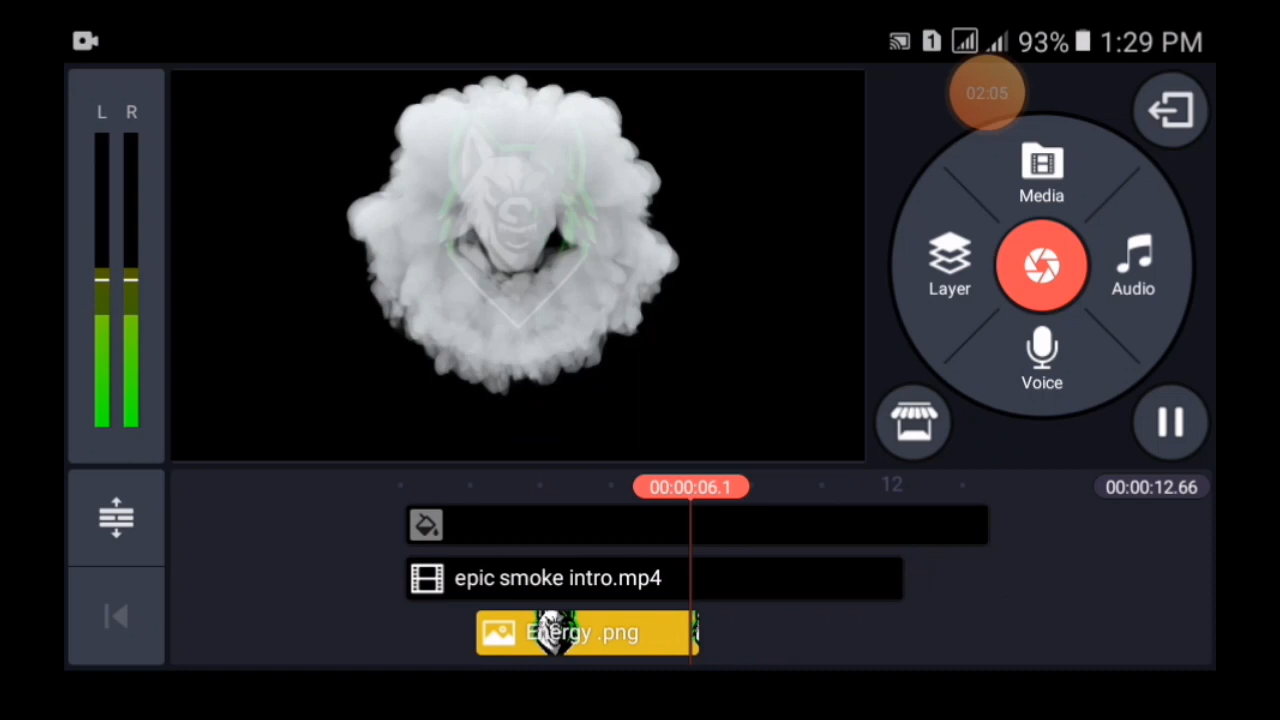 93% 1:29 PM
1
02:05
L R
Media
Layer
Audio
Voice
00:00:06.1
12
00:00:12.66
epic smoke intro.mp4
Energy .png